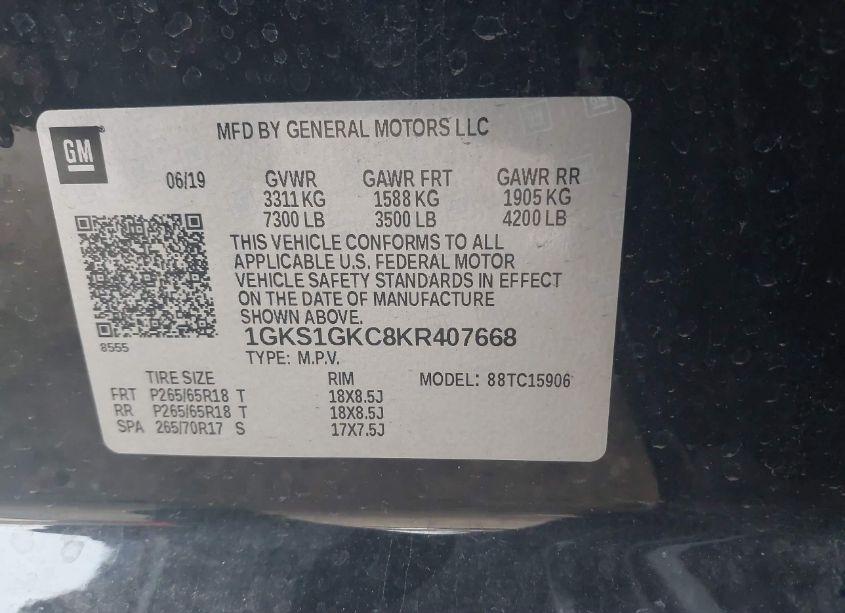 GM
MFD BY GENERAL MOTORS LLC
06/19 GVWR GAWR FRT GAWR RR
3311 KG 1588 KG 1905 KG
7300 LB 3500 LB 4200 LB
THIS VEHICLE CONFORMS TO ALL
APPLICABLE U.S. FEDERAL MOTOR
VEHICLE SAFETY STANDARDS IN EFFECT
ON THE DATE OF MANUFACTURE
SHOWN ABOVE.
8555
1GKS1GKC8KR407668
TYPE: M.P.V.
TIRE SIZE RIM MODEL: 88TC15906
FRT P265/65R18 T 18X8.5J
RR P265/65R18 T 18X8.5J
SPA 265/70R17 S 17X7.5J